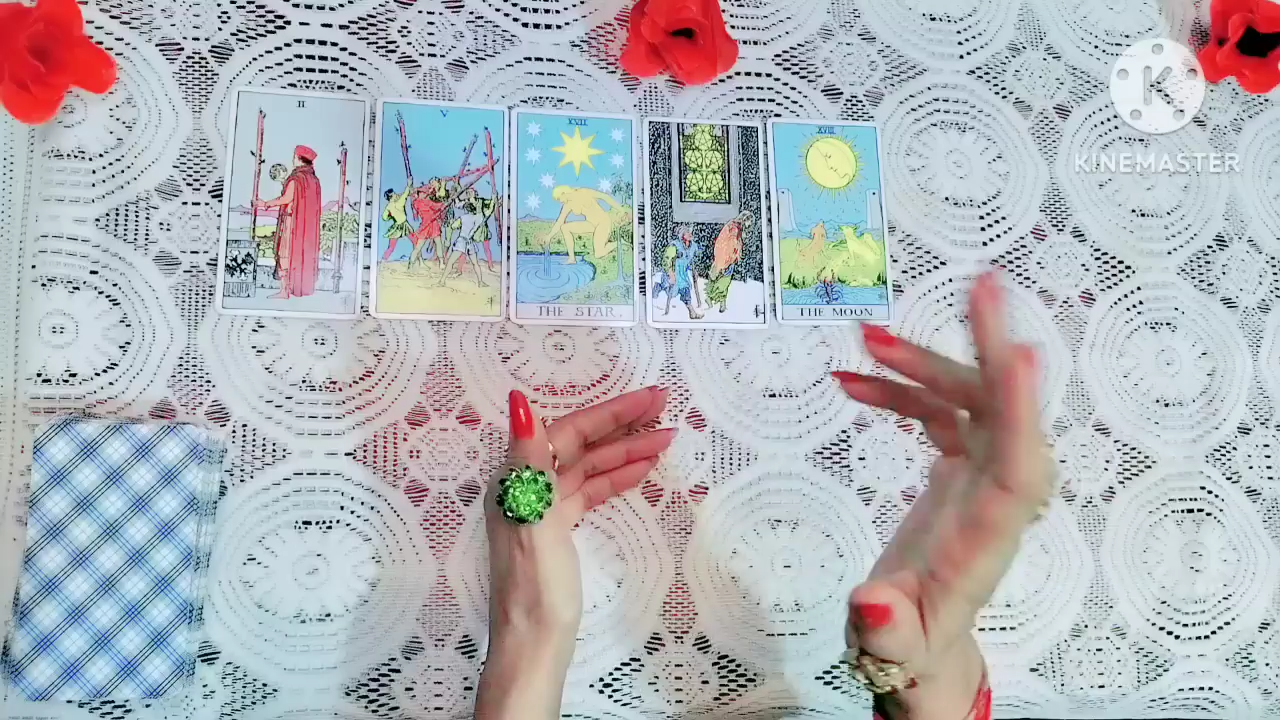 II
V
XVII
THE STAR.
XVIII
THE MOON
K
KINEMASTER